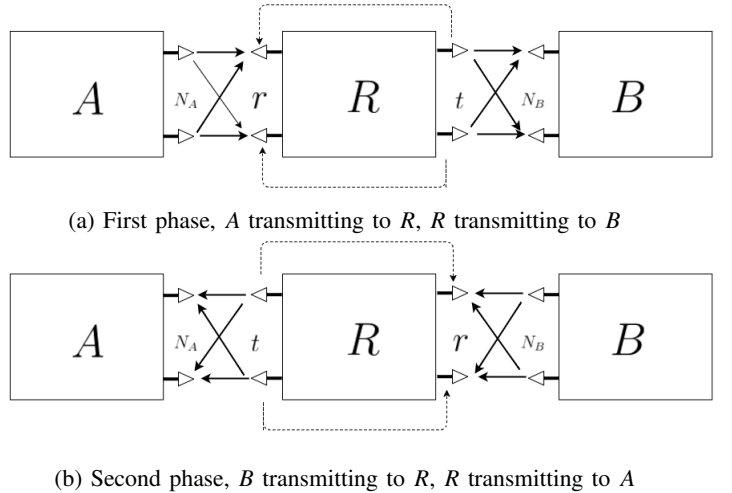 A N_A r R t N_B B
(a) First phase, A transmitting to R, R transmitting to B
A N_A t R r N_B B
(b) Second phase, B transmitting to R, R transmitting to A